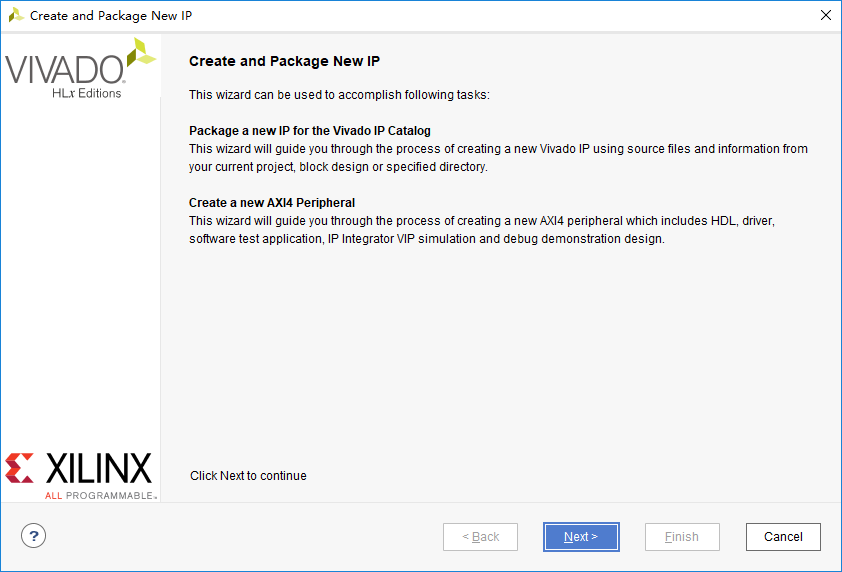 Create and Package New IP
VIVADO
HLx Editions
Create and Package New IP
This wizard can be used to accomplish following tasks:
Package a new IP for the Vivado IP Catalog
This wizard will guide you through the process of creating a new Vivado IP using source files and information from
your current project, block design or specified directory.
Create a new AXI4 Peripheral
This wizard will guide you through the process of creating a new AXI4 peripheral which includes HDL, driver,
software test application, IP Integrator VIP simulation and debug demonstration design.
XILINX
ALL PROGRAMMABLE™
Click Next to continue
?
< Back
Next >
Finish
Cancel